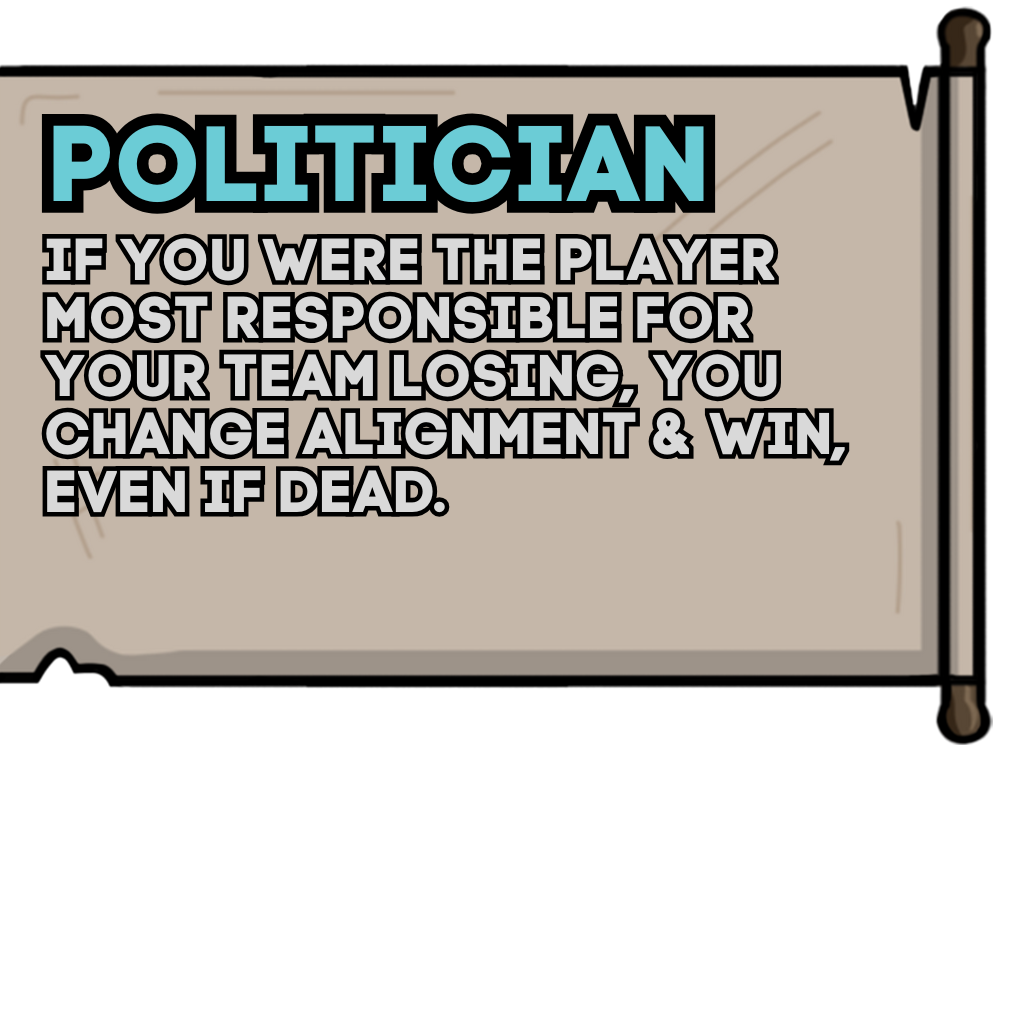 POLITICIAN
IF YOU WERE THE PLAYER
MOST RESPONSIBLE FOR
YOUR TEAM LOSING, YOU
CHANGE ALIGNMENT & WIN,
EVEN IF DEAD.